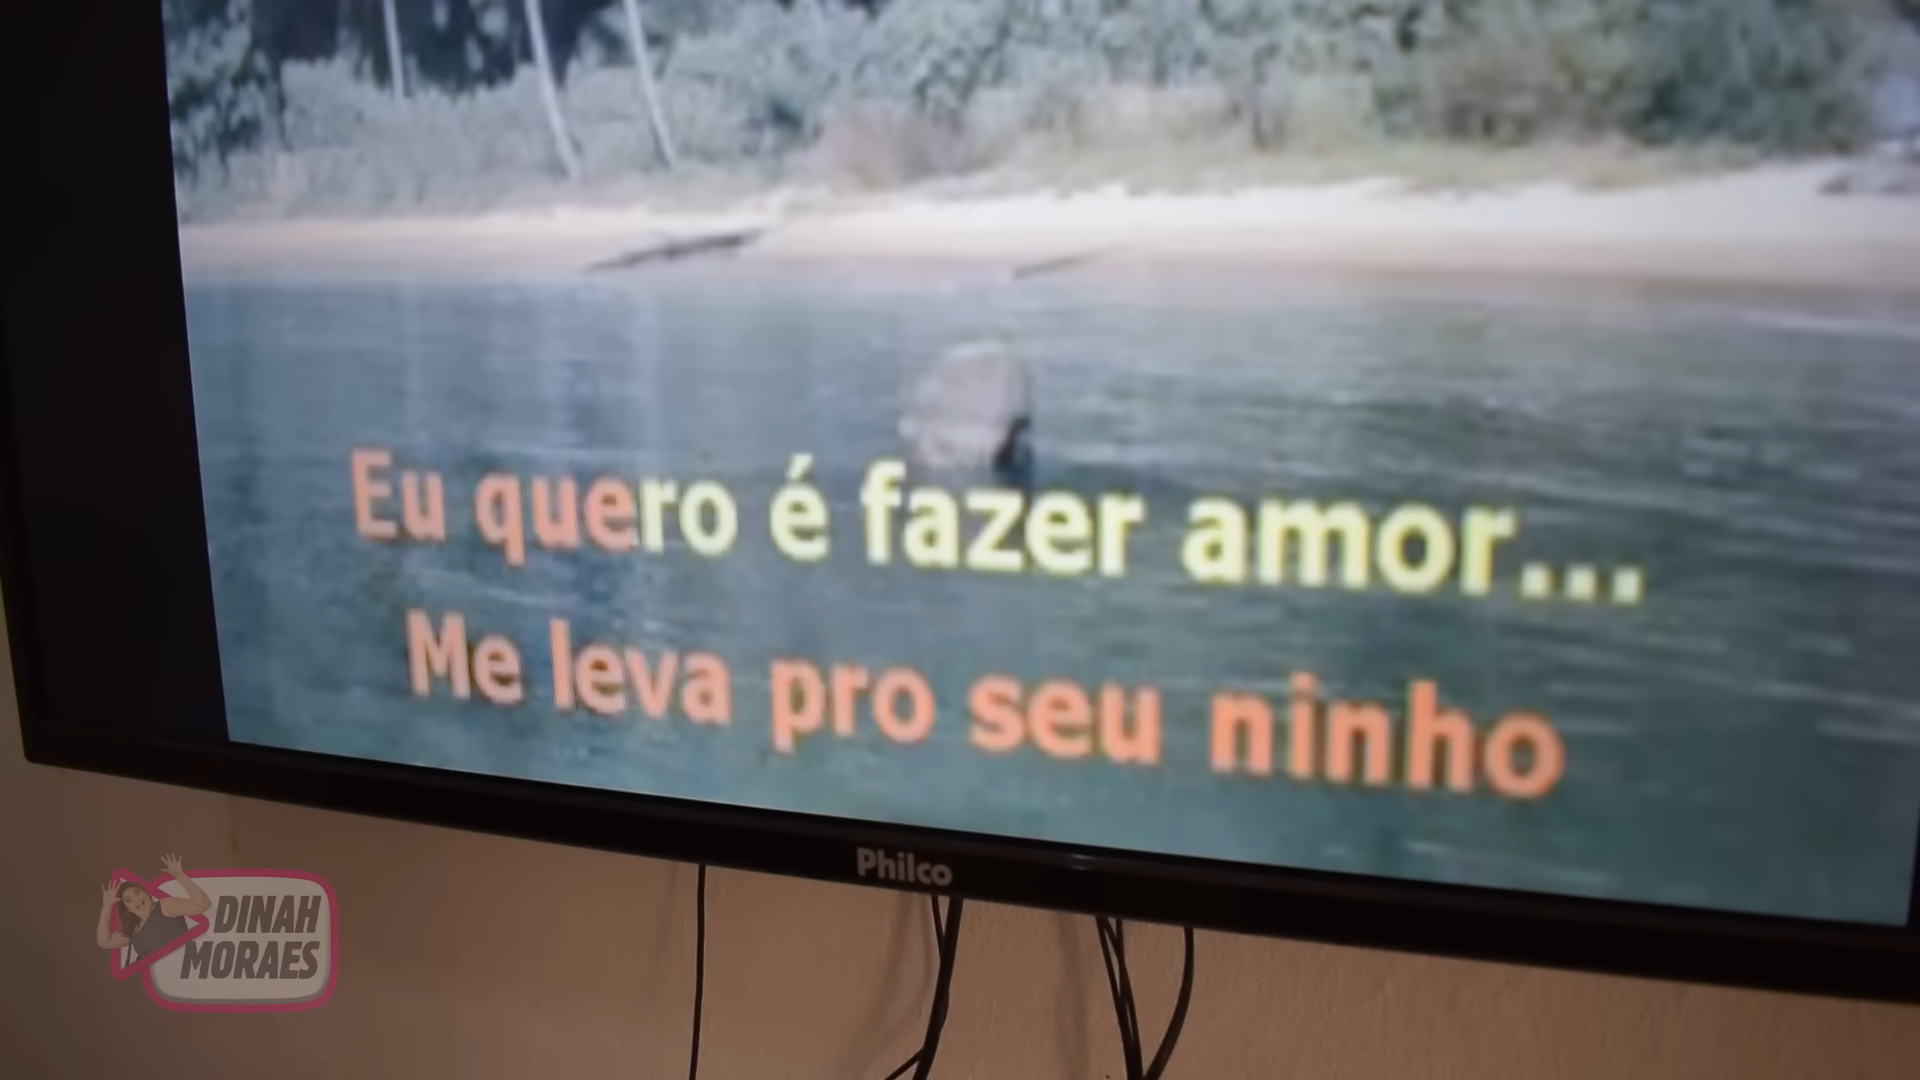 Eu quero é fazer amor...
Me leva pro seu ninho
Philco
DINAH
MORAES